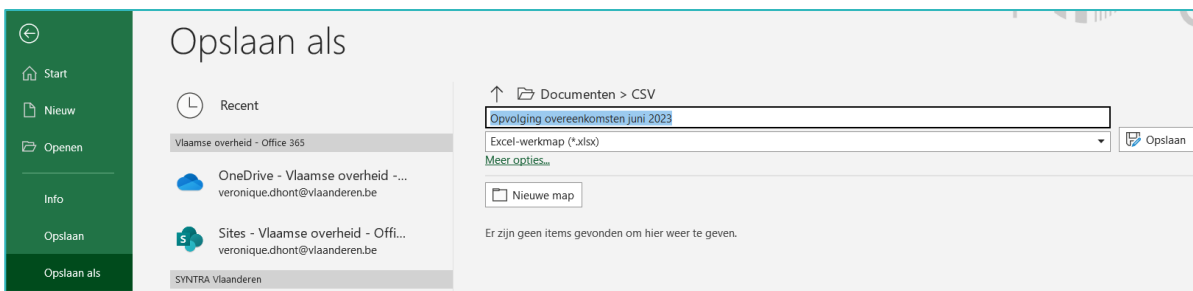 Opslaan als
Start
Nieuw
Openen
Info
Opslaan
Opslaan als
Recent
Vlaamse overheid - Office 365
OneDrive - Vlaamse overheid -...
veronique.dhont@vlaanderen.be
Sites - Vlaamse overheid - Offi...
veronique.dhont@vlaanderen.be
SYNTRA Vlaanderen
Documenten > CSV
Opvolging overeenkomsten juni 2023
Excel-werkmap (*.xlsx)
Opslaan
Meer opties...
Nieuwe map
Er zijn geen items gevonden om hier weer te geven.